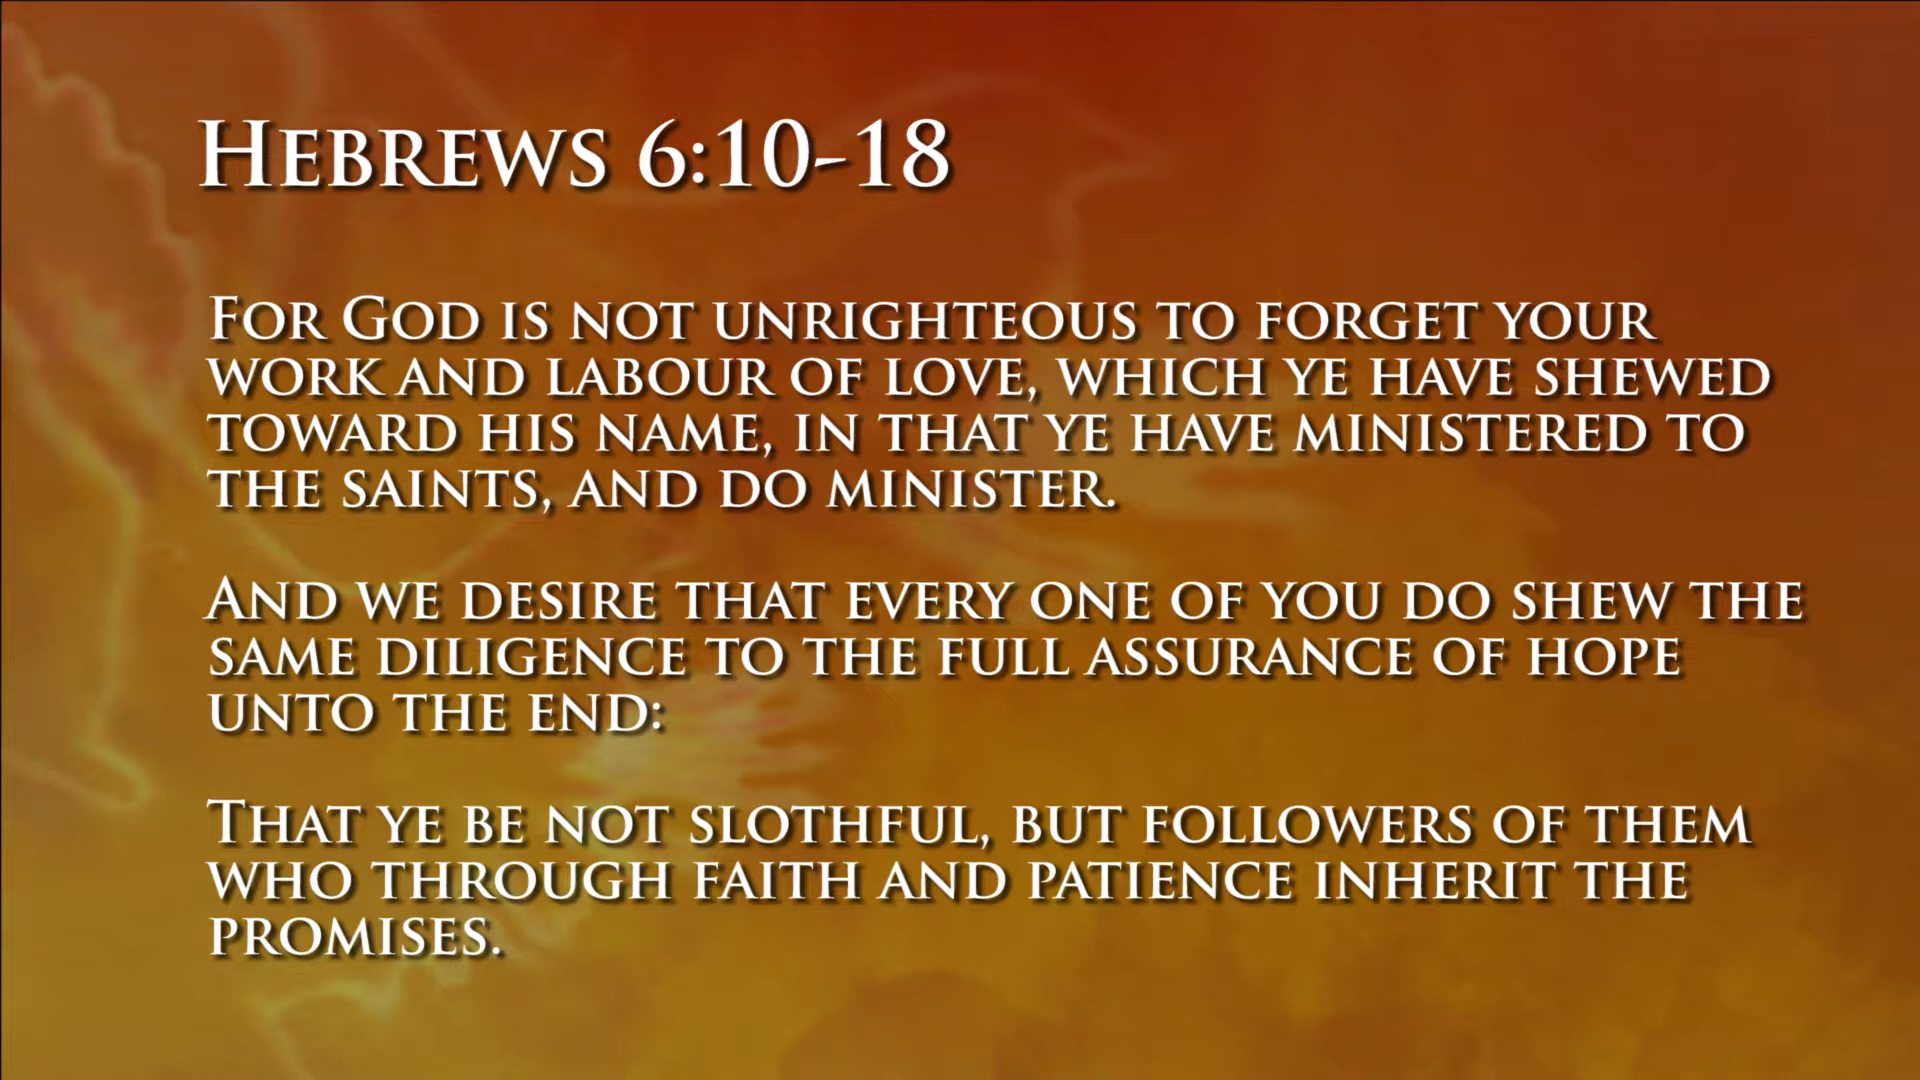 Hebrews 6:10-18
For God is not unrighteous to forget your
work and labour of love, which ye have shewed
toward his name, in that ye have ministered to
the saints, and do minister.
And we desire that every one of you do shew the
same diligence to the full assurance of hope
unto the end:
That ye be not slothful, but followers of them
who through faith and patience inherit the
promises.